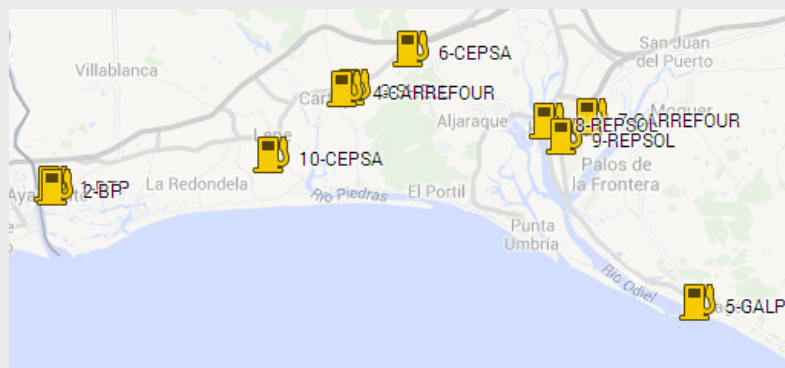 6-CEPSA
San Juan
del Puerto
Villablanca
4-CARREFOUR
Aljaraque
7-CARREFOUR
8-REPSOL
9-REPSOL
10-CEPSA
La Redondela
2-BP
Río Piedras
El Portil
Palos de
la Frontera
Punta
Umbría
Río Odiel
5-GALP